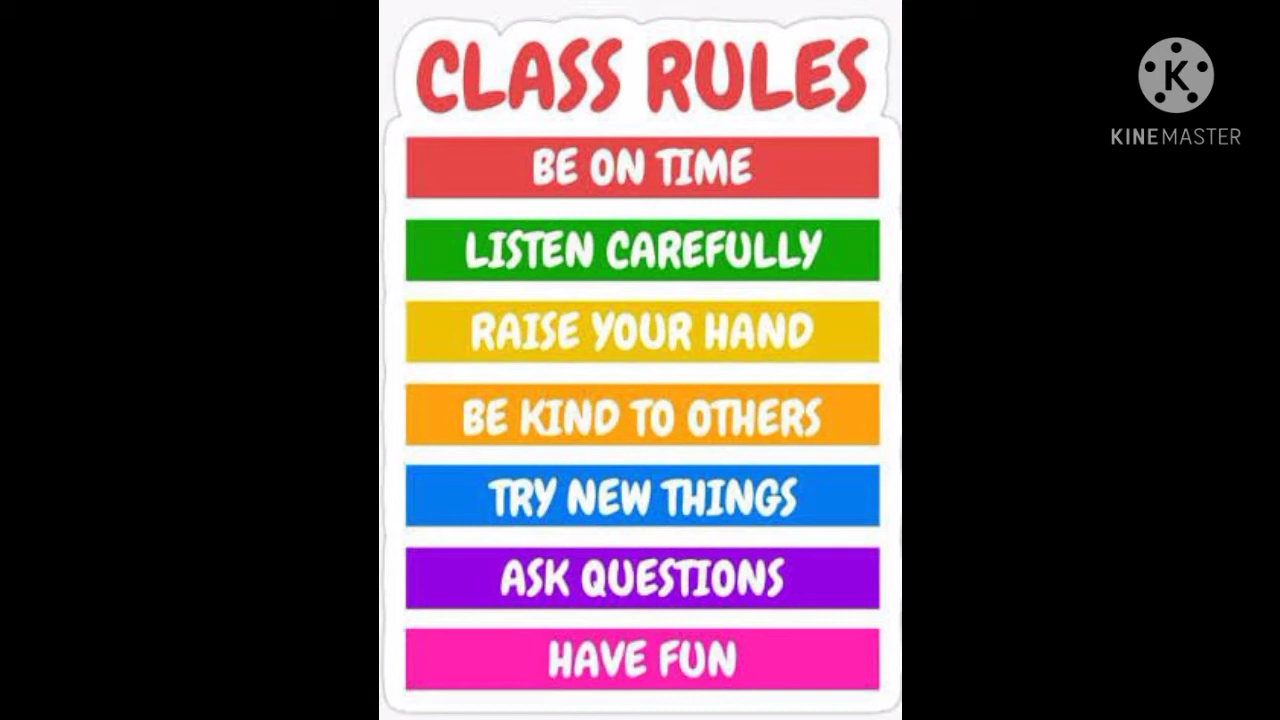 CLASS RULES
BE ON TIME
LISTEN CAREFULLY
RAISE YOUR HAND
BE KIND TO OTHERS
TRY NEW THINGS
ASK QUESTIONS
HAVE FUN
K
KINEMASTER